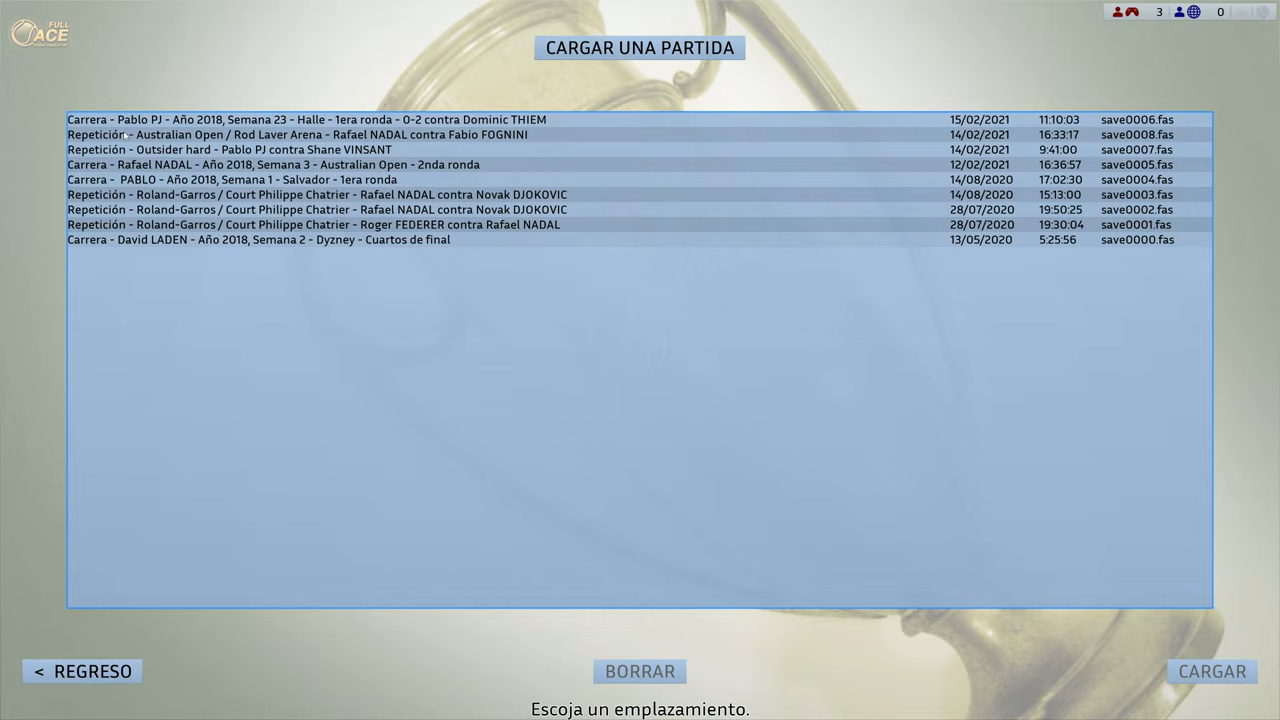 FULL
ACE
3 0
CARGAR UNA PARTIDA
Carrera - Pablo PJ - Año 2018, Semana 23 - Halle - 1era ronda - 0-2 contra Dominic THIEM 15/02/2021 11:10:03 save0006.fas
Repetición - Australian Open / Rod Laver Arena - Rafael NADAL contra Fabio FOGNINI 14/02/2021 16:33:17 save0008.fas
Repetición - Outsider hard - Pablo PJ contra Shane VINSANT 14/02/2021 9:41:00 save0007.fas
Carrera - Rafael NADAL - Año 2018, Semana 3 - Australian Open - 2nda ronda 12/02/2021 16:36:57 save0005.fas
Carrera - PABLO - Año 2018, Semana 1 - Salvador - 1era ronda 14/08/2020 17:02:30 save0004.fas
Repetición - Roland-Garros / Court Philippe Chatrier - Rafael NADAL contra Novak DJOKOVIC 14/08/2020 15:13:00 save0003.fas
Repetición - Roland-Garros / Court Philippe Chatrier - Rafael NADAL contra Novak DJOKOVIC 28/07/2020 19:50:25 save0002.fas
Repetición - Roland-Garros / Court Philippe Chatrier - Roger FEDERER contra Rafael NADAL 28/07/2020 19:30:04 save0001.fas
Carrera - David LADEN - Año 2018, Semana 2 - Dyzney - Cuartos de final 13/05/2020 5:25:56 save0000.fas
< REGRESO
BORRAR
CARGAR
Escoja un emplazamiento.